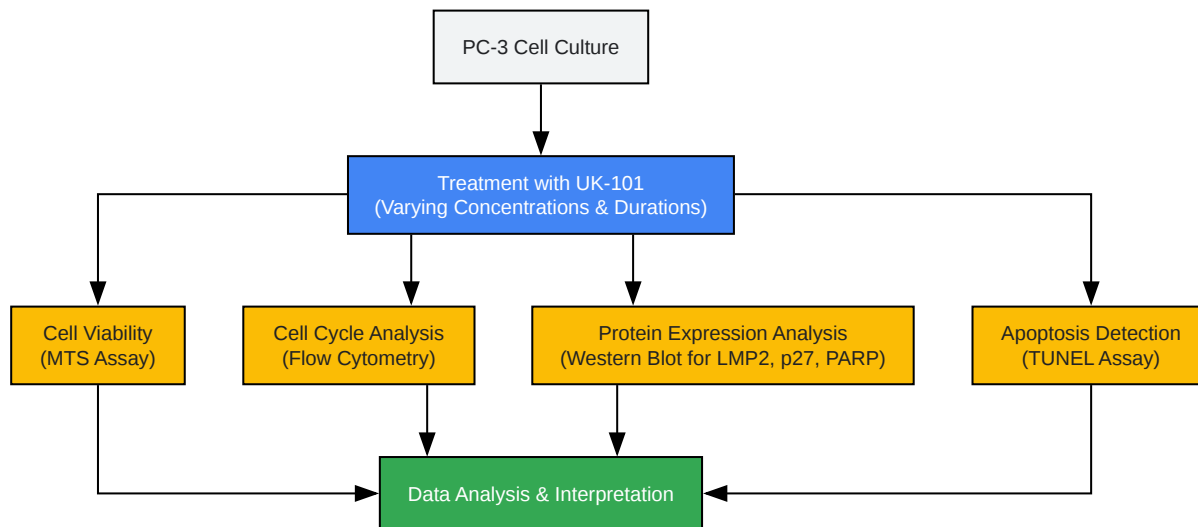 PC-3 Cell Culture
Treatment with UK-101
(Varying Concentrations & Durations)
Cell Viability
(MTS Assay)
Cell Cycle Analysis
(Flow Cytometry)
Protein Expression Analysis
(Western Blot for LMP2, p27, PARP)
Apoptosis Detection
(TUNEL Assay)
Data Analysis & Interpretation